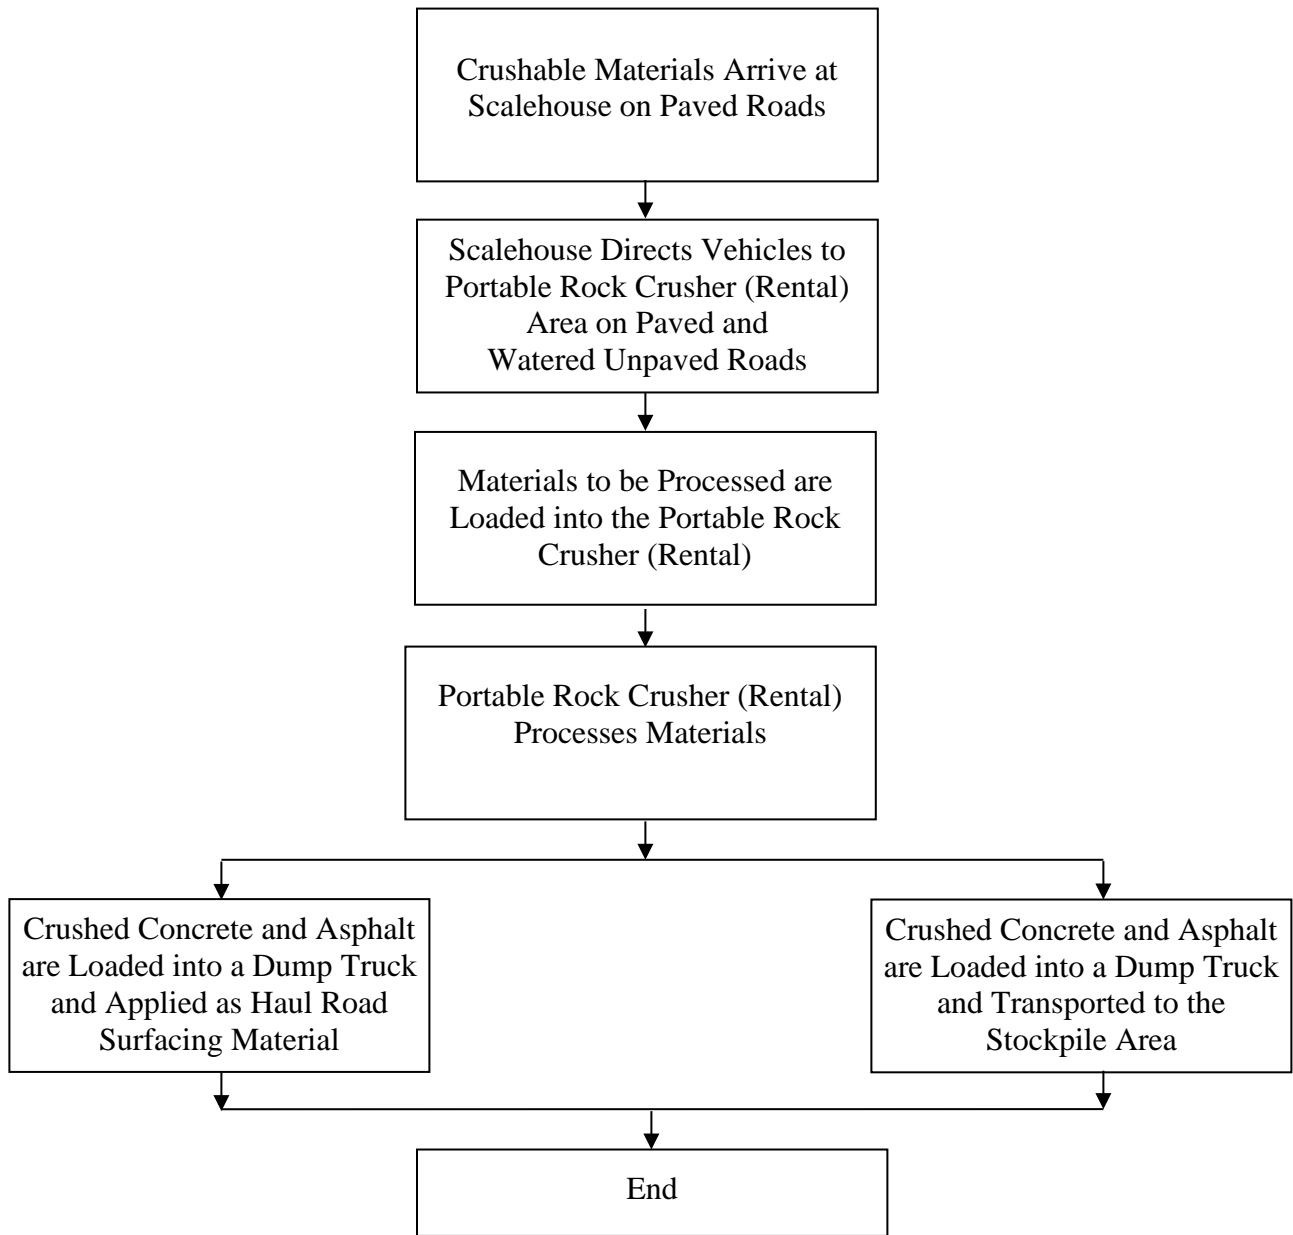 Crushable Materials Arrive at
Scalehouse on Paved Roads
Scalehouse Directs Vehicles to
Portable Rock Crusher (Rental)
Area on Paved and
Watered Unpaved Roads
Materials to be Processed are
Loaded into the Portable Rock
Crusher (Rental)
Portable Rock Crusher (Rental)
Processes Materials
Crushed Concrete and Asphalt
are Loaded into a Dump Truck
and Applied as Haul Road
Surfacing Material
Crushed Concrete and Asphalt
are Loaded into a Dump Truck
and Transported to the
Stockpile Area
End